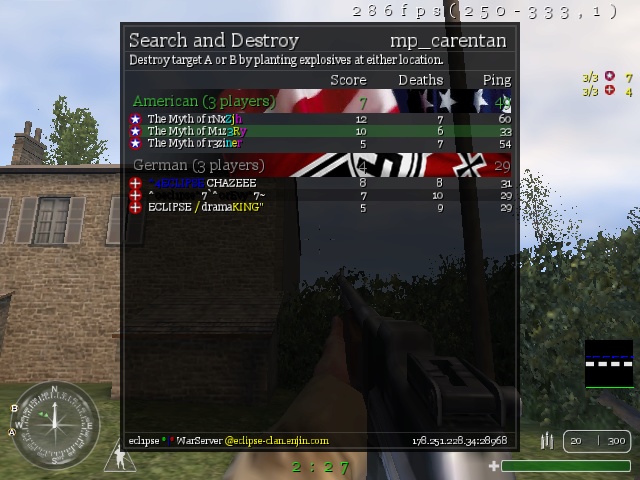 286fps(250-333,1)
Search and Destroy mp_carentan
Destroy target A or B by planting explosives at either location.
Score Deaths Ping
3/3 7
3/3 4
American (3 players) 7 49
The Myth of rNxZjh 12 7 60
The Myth of M1z3Ry 10 6 33
The Myth of r3ziner 5 7 54
German (3 players) 4 29
CHAZEEE 8 8 31
7 10 29
ECLIPSE / dramaKING" 5 9 29
N
B
W E
A
S
eclipse WarServer @eclipse-clan.enjin.com 178.251.228.34:28968
20 | 300
2:27